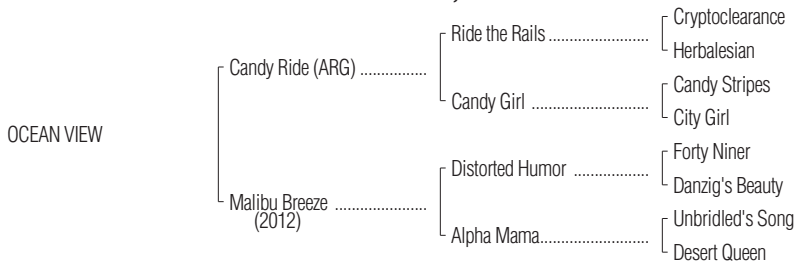 Cryptoclearance
Ride the Rails ........................
Herbalesian
Candy Ride (ARG) ................
Candy Stripes
Candy Girl ............................
City Girl
OCEAN VIEW
Forty Niner
Distorted Humor ..................
Danzig's Beauty
Malibu Breeze ......................
(2012)
Unbridled's Song
Alpha Mama..........................
Desert Queen